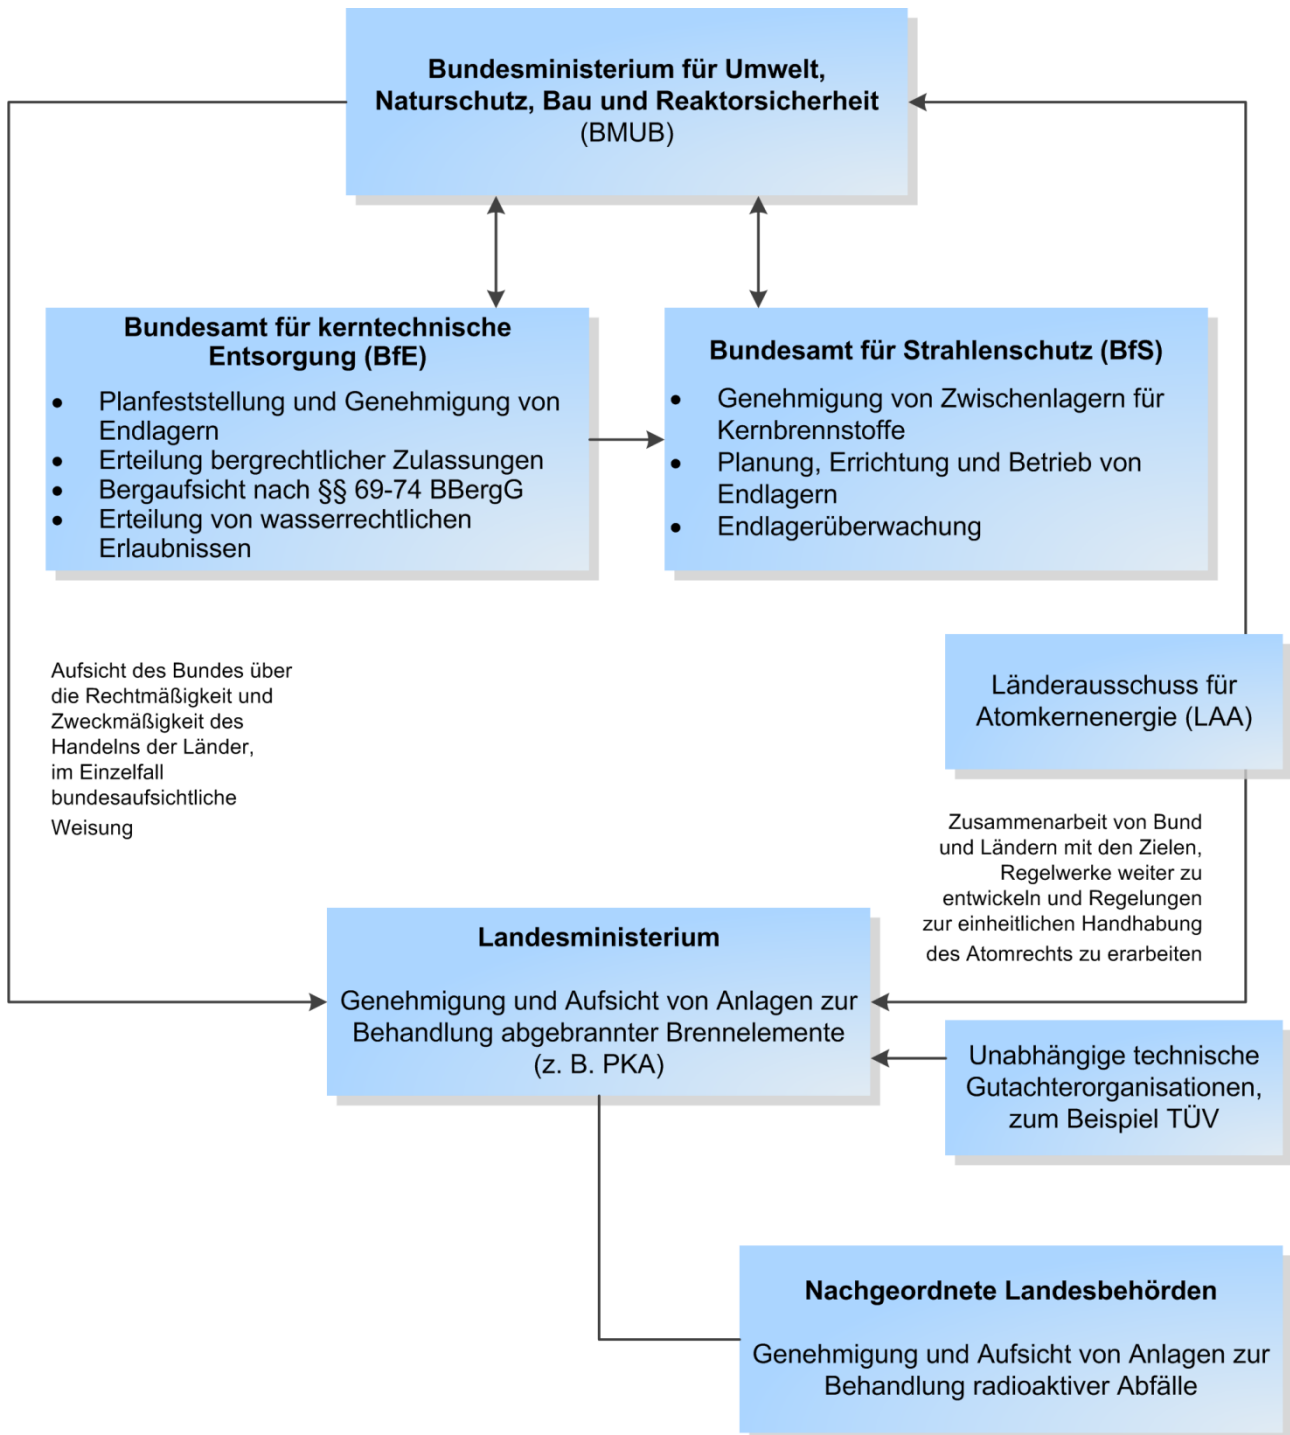 Bundesministerium für Umwelt,
Naturschutz, Bau und Reaktorsicherheit
(BMUB)
Bundesamt für kerntechnische
Entsorgung (BfE)
• Planfeststellung und Genehmigung von
Endlagern
• Erteilung bergrechtlicher Zulassungen
• Bergaufsicht nach §§ 69-74 BBergG
• Erteilung von wasserrechtlichen
Erlaubnissen
Bundesamt für Strahlenschutz (BfS)
• Genehmigung von Zwischenlagern für
Kernbrennstoffe
• Planung, Errichtung und Betrieb von
Endlagern
• Endlagerüberwachung
Aufsicht des Bundes über
die Rechtmäßigkeit und
Zweckmäßigkeit des
Handelns der Länder,
im Einzelfall
bundesaufsichtliche
Weisung
Länderausschuss für
Atomkernenergie (LAA)
Zusammenarbeit von Bund
und Ländern mit den Zielen,
Regelwerke weiter zu
entwickeln und Regelungen
zur einheitlichen Handhabung
des Atomrechts zu erarbeiten
Landesministerium
Genehmigung und Aufsicht von Anlagen zur
Behandlung abgebrannter Brennelemente
(z. B. PKA)
Unabhängige technische
Gutachterorganisationen,
zum Beispiel TÜV
Nachgeordnete Landesbehörden
Genehmigung und Aufsicht von Anlagen zur
Behandlung radioaktiver Abfälle